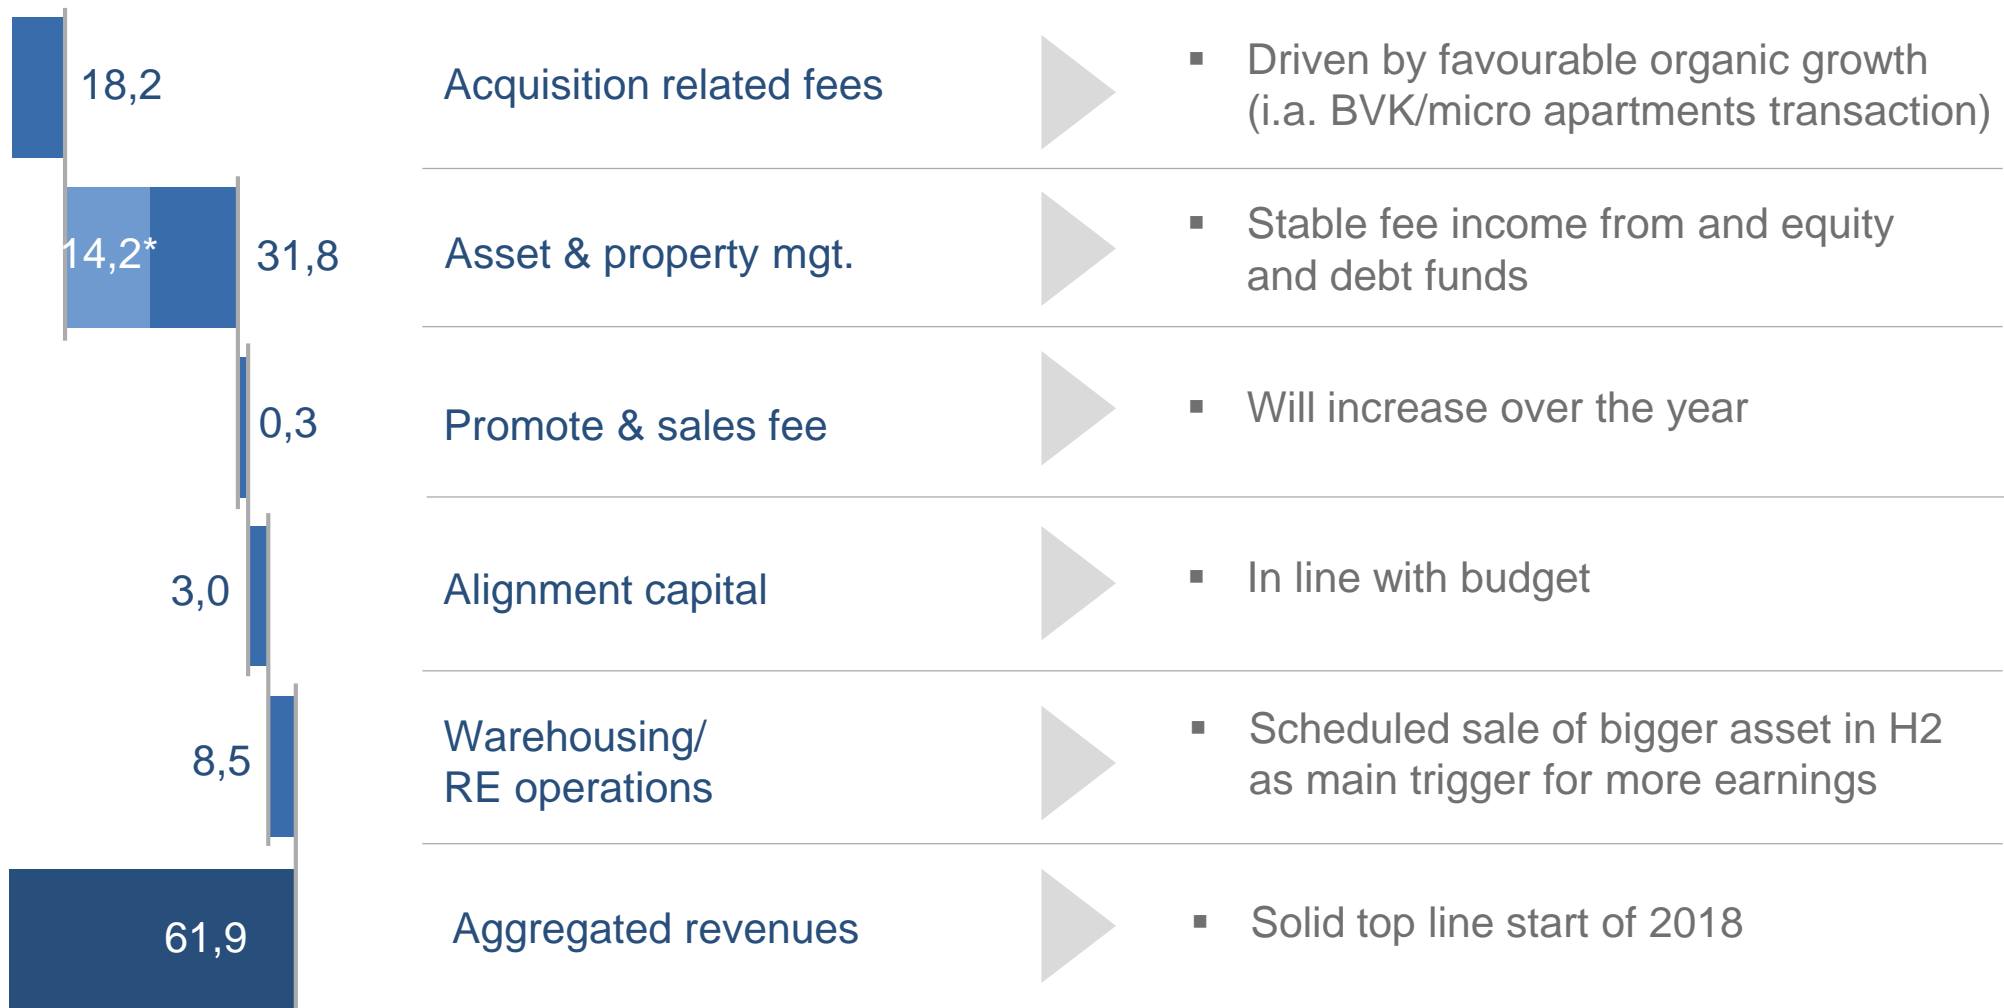 18,2
Acquisition related fees
▪ Driven by favourable organic growth
(i.a. BVK/micro apartments transaction)
14,2*
31,8
Asset & property mgt.
▪ Stable fee income from and equity
and debt funds
0,3
Promote & sales fee
▪ Will increase over the year
3,0
Alignment capital
▪ In line with budget
8,5
Warehousing/
RE operations
▪ Scheduled sale of bigger asset in H2
as main trigger for more earnings
61,9
Aggregated revenues
▪ Solid top line start of 2018